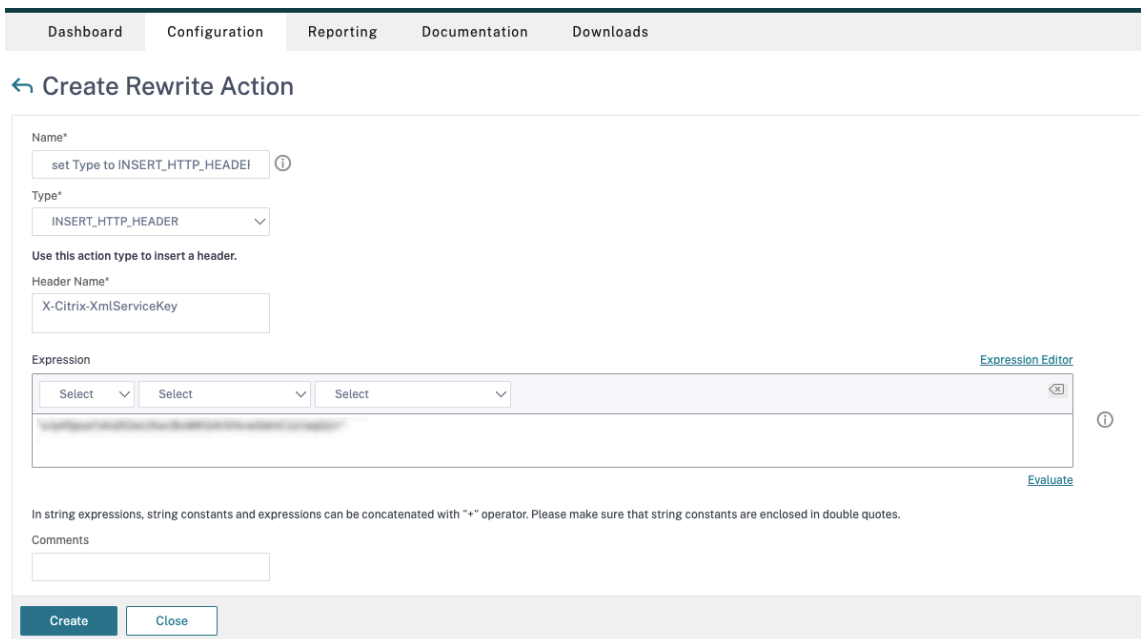 Dashboard Configuration Reporting Documentation Downloads
Create Rewrite Action
Name*
set Type to INSERT_HTTP_HEADER
Type*
INSERT_HTTP_HEADER
Use this action type to insert a header.
Header Name*
X-Citrix-XmlServiceKey
Expression Expression Editor
Select Select Select
Evaluate
In string expressions, string constants and expressions can be concatenated with "+" operator. Please make sure that string constants are enclosed in double quotes.
Comments
Create Close